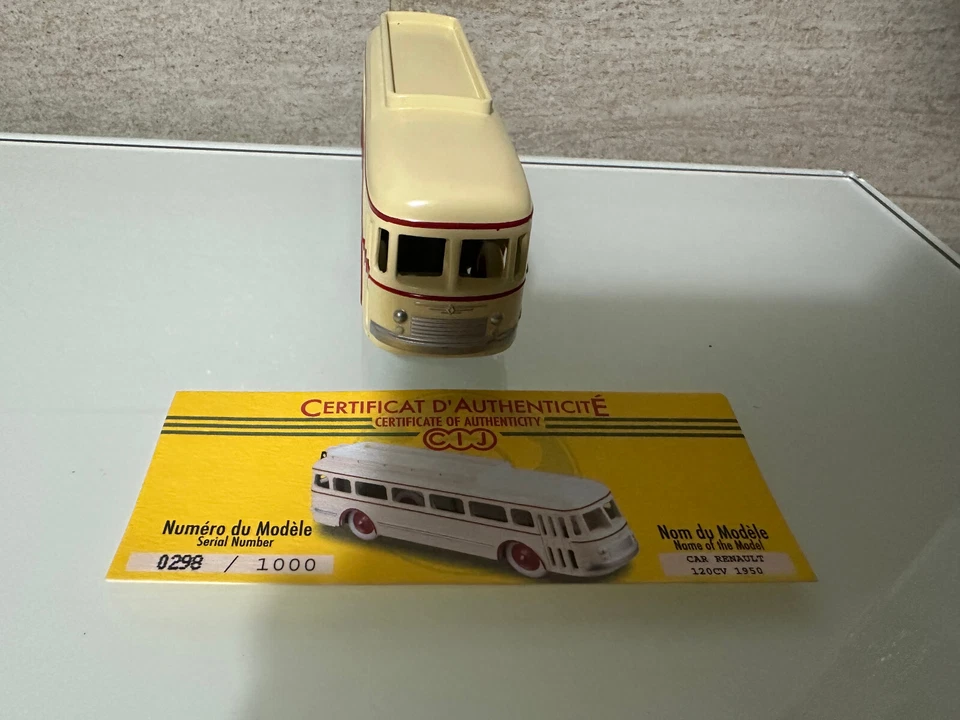 CERTIFICAT D'AUTHENTICITÉ
CERTIFICATE OF AUTHENTICITY
CIJ
Numéro du Modèle
Serial Number
0298 / 1000
Nom du Modèle
Name of the Model
CAR RENAULT
120CV 1950